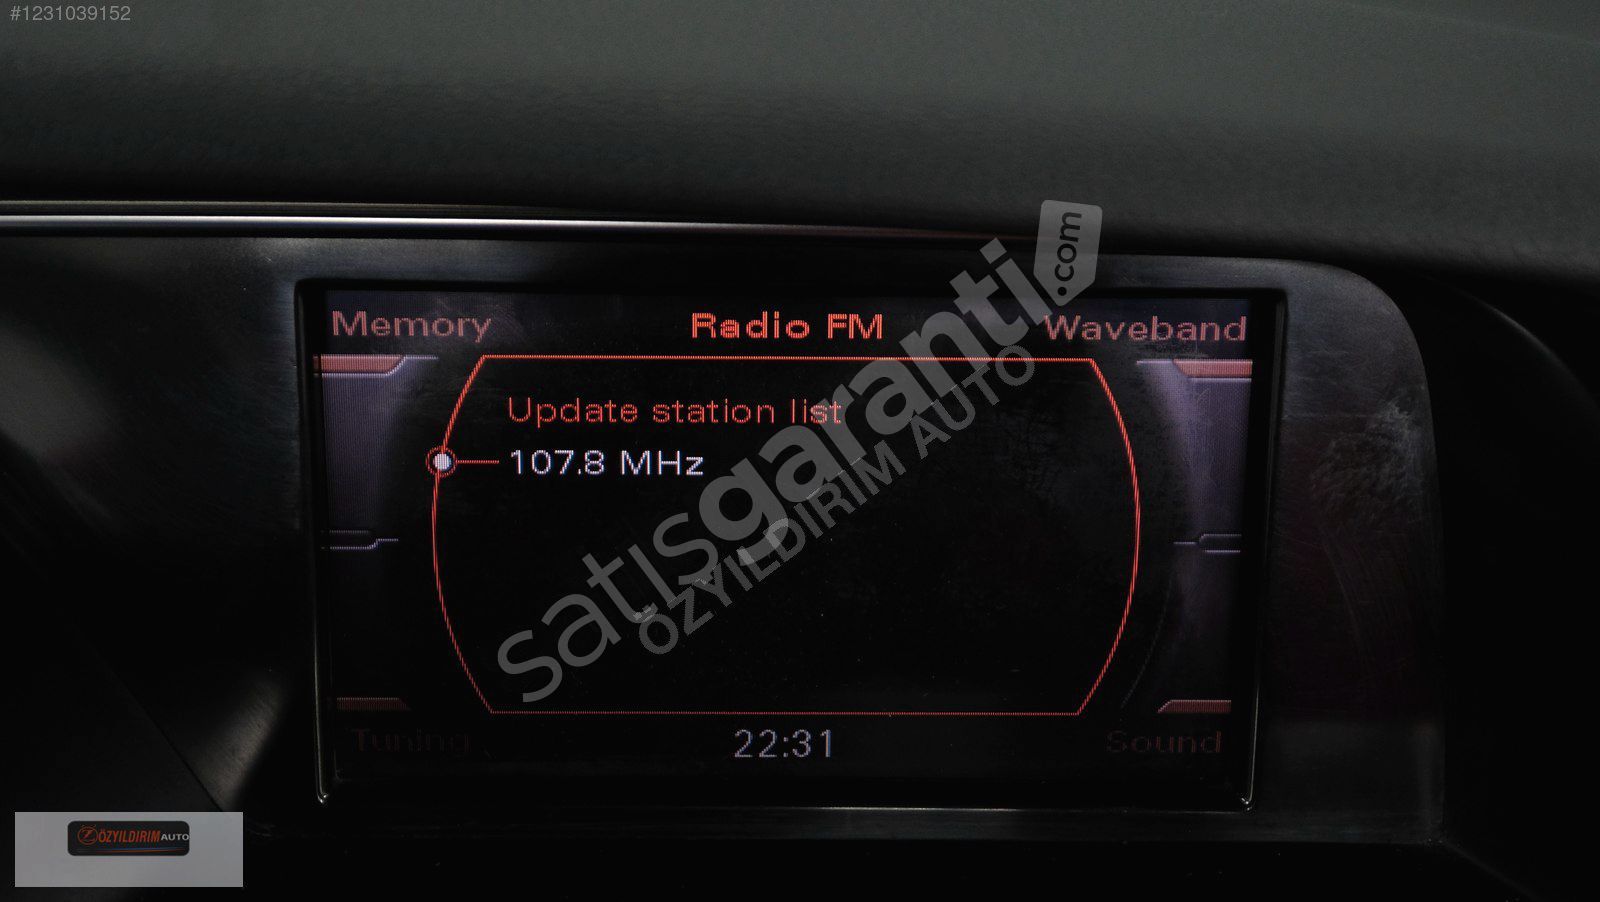 #1231039152
Memory
Radio FM
Waveband
Update station list
107.8 MHz
Tuning
22:31
Sound
satısgaranti.com
ÖZYILDIRIM AUTO
ÖZYILDIRIM AUTO